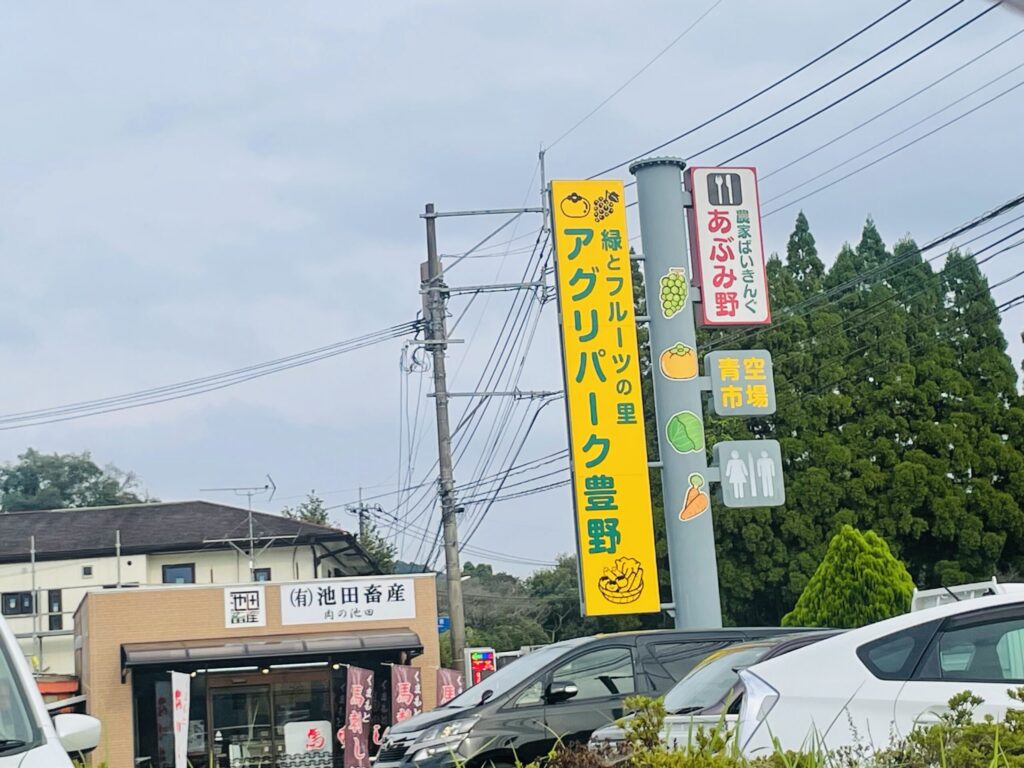 緑とフルーツの里
アグリパーク豊野
農家ばいきんぐ
あぶみ野
青空
市場
池田
畜産
(有)池田畜産
肉の池田
馬刺し
馬